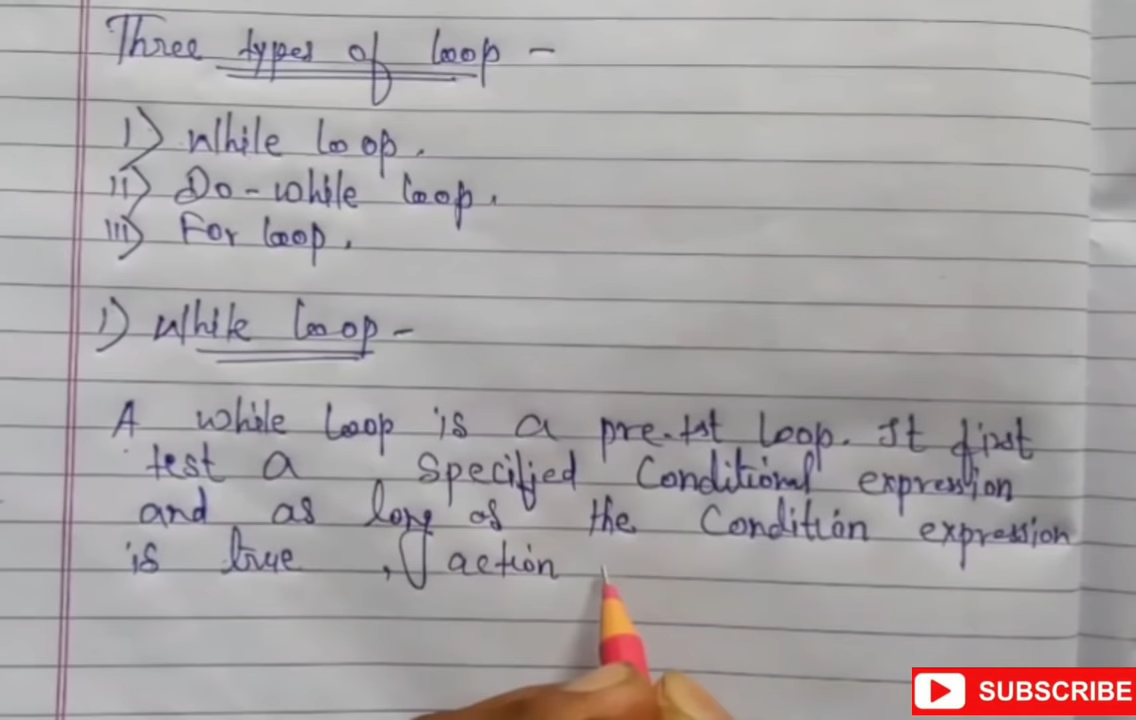 Three types of loop -
i) While loop.
ii) Do-while loop.
iii) For loop.
i) While loop -
A while loop is a pre-tst loop. It first
test a specified Conditional expression
and as long as the Condition expression
is true , action
SUBSCRIBE